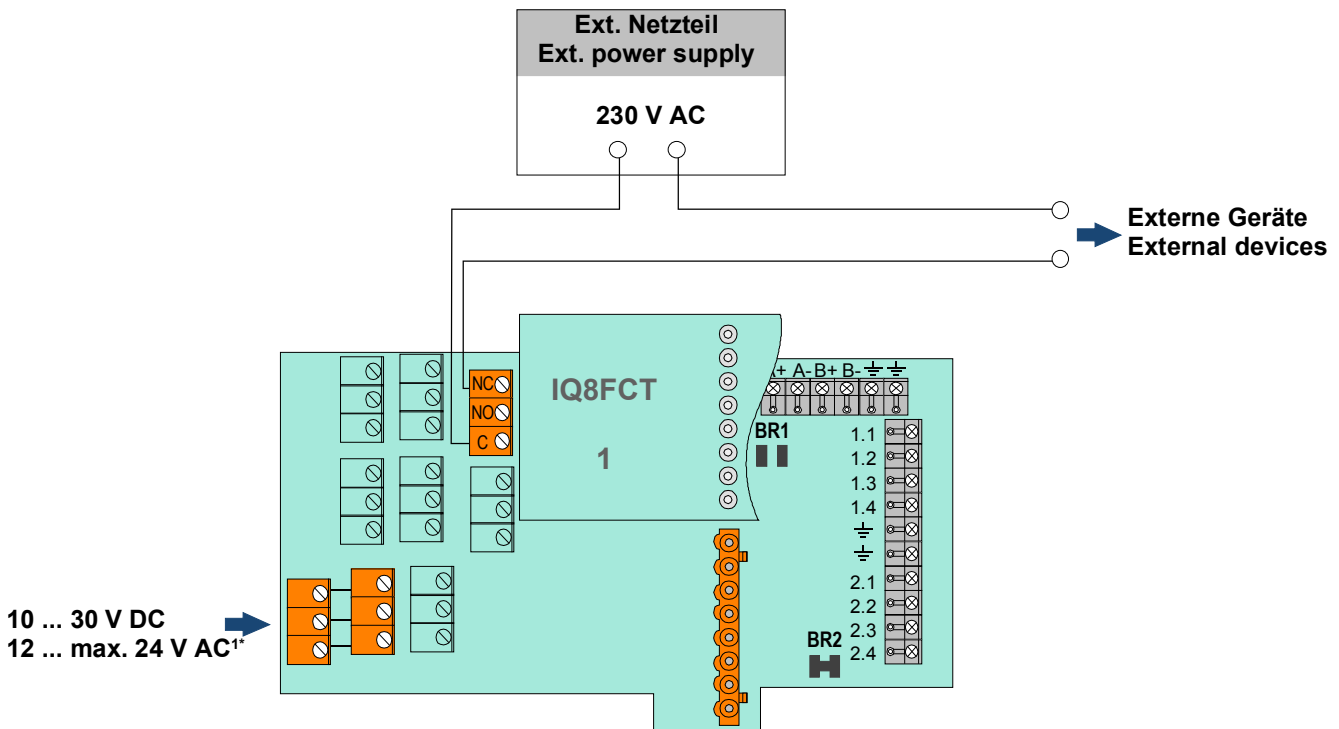 Ext. Netzteil
Ext. power supply
230 V AC
Externe Geräte
External devices
NC
NO
C
IQ8FCT
1
+ A- B+ B-
BR1
1.1
1.2
1.3
1.4
2.1
2.2
2.3
2.4
BR2
10 ... 30 V DC
12 ... max. 24 V AC¹*